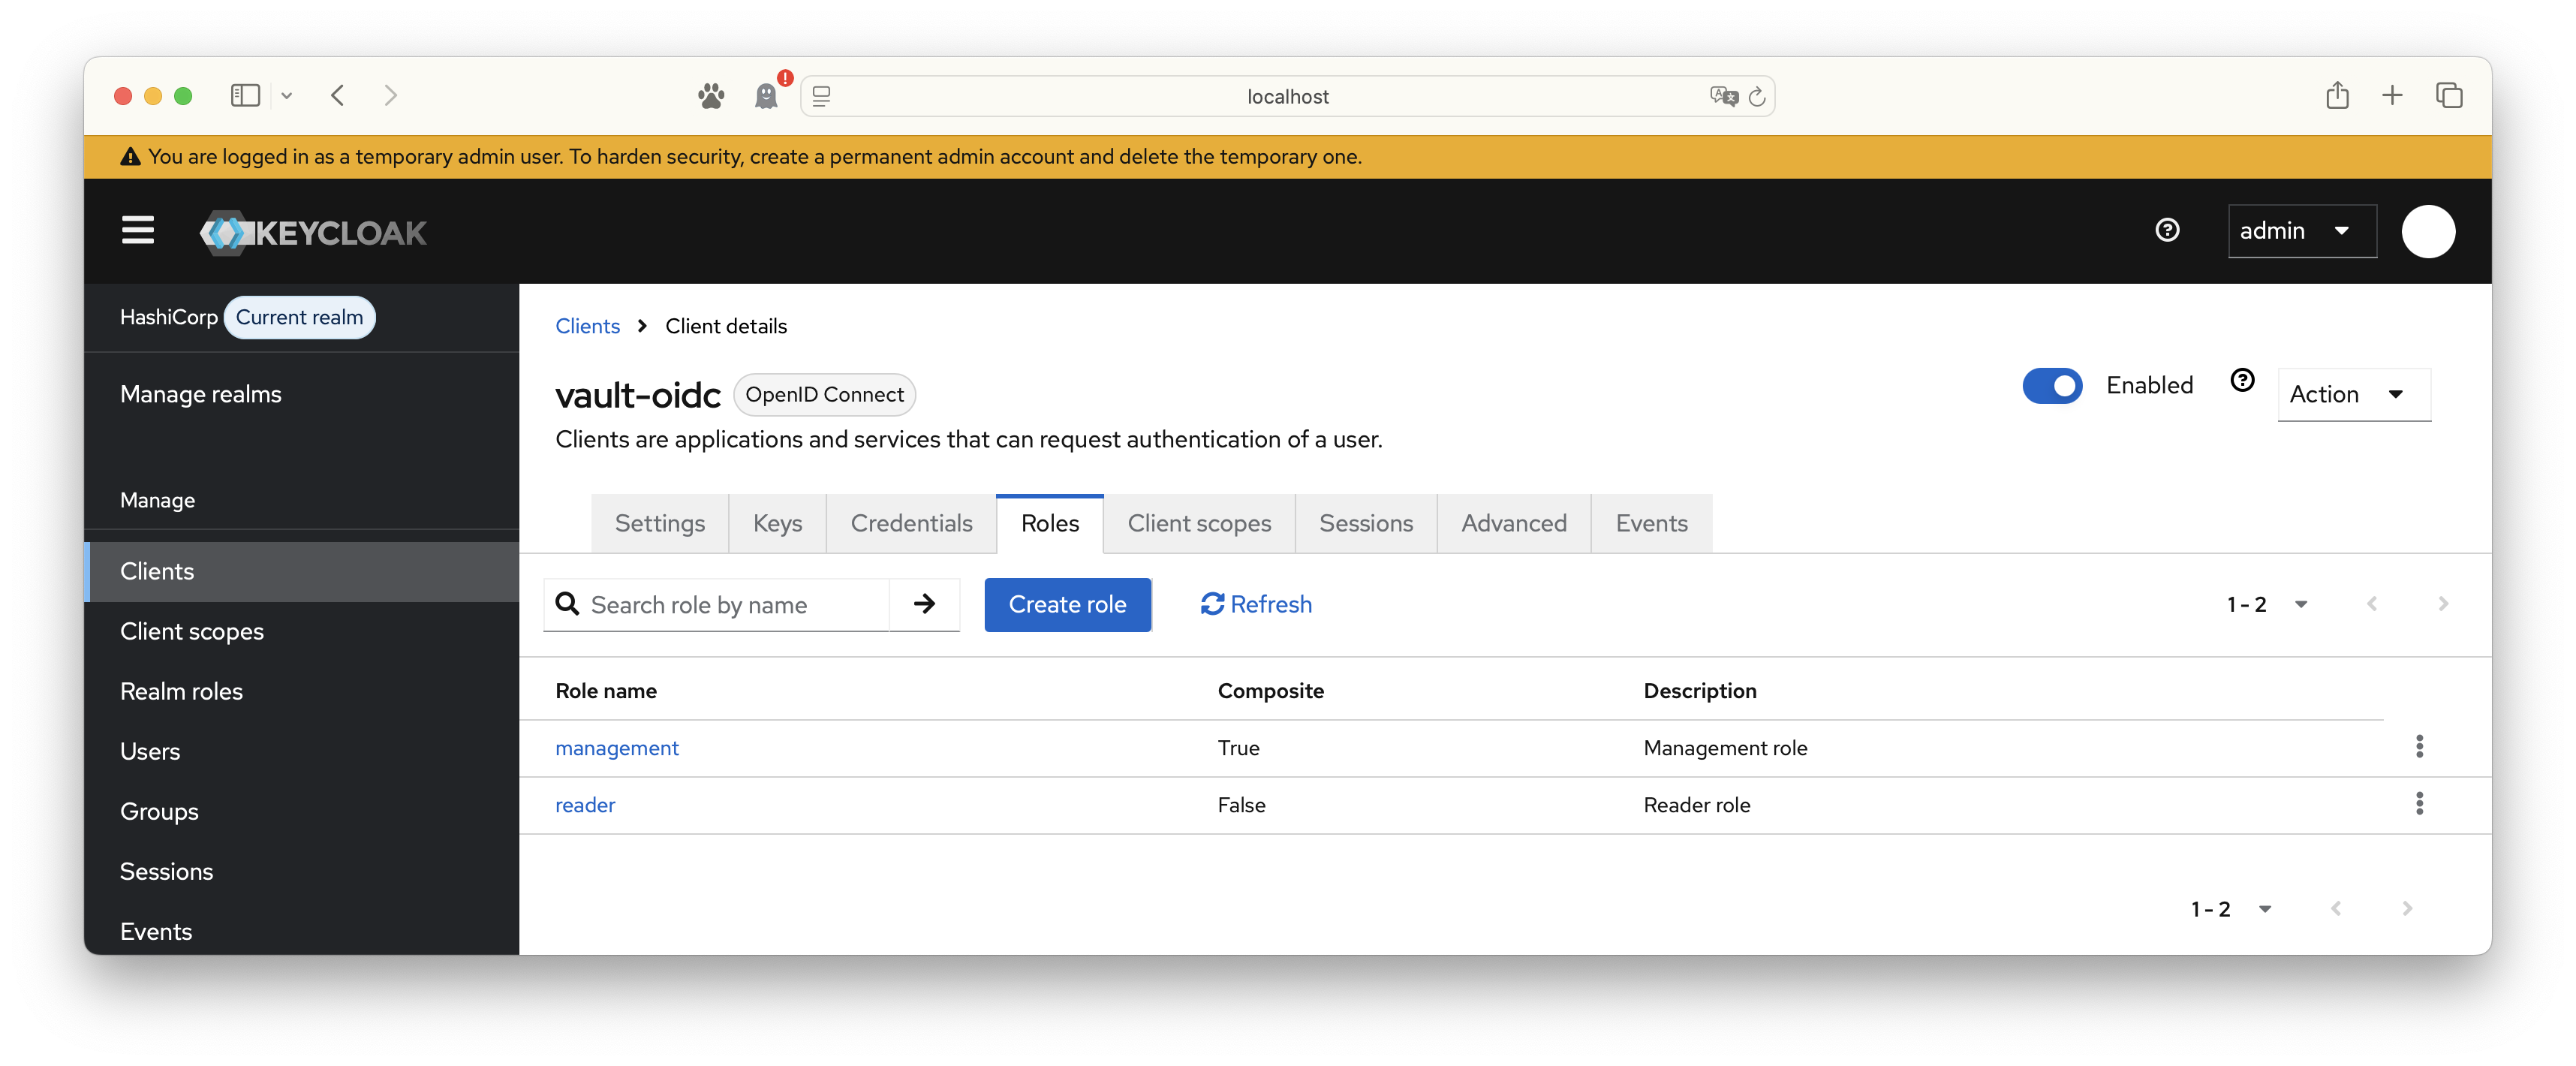 localhost
You are logged in as a temporary admin user. To harden security, create a permanent admin account and delete the temporary one.
KEYCLOAK
admin
HashiCorp Current realm
Manage realms
Manage
Clients
Client scopes
Realm roles
Users
Groups
Sessions
Events
Clients Client details
vault-oidc OpenID Connect
Enabled
Action
Clients are applications and services that can request authentication of a user.
Settings Keys Credentials Roles Client scopes Sessions Advanced Events
Search role by name Create role Refresh 1 - 2
Role name Composite Description
management True Management role
reader False Reader role
1 - 2